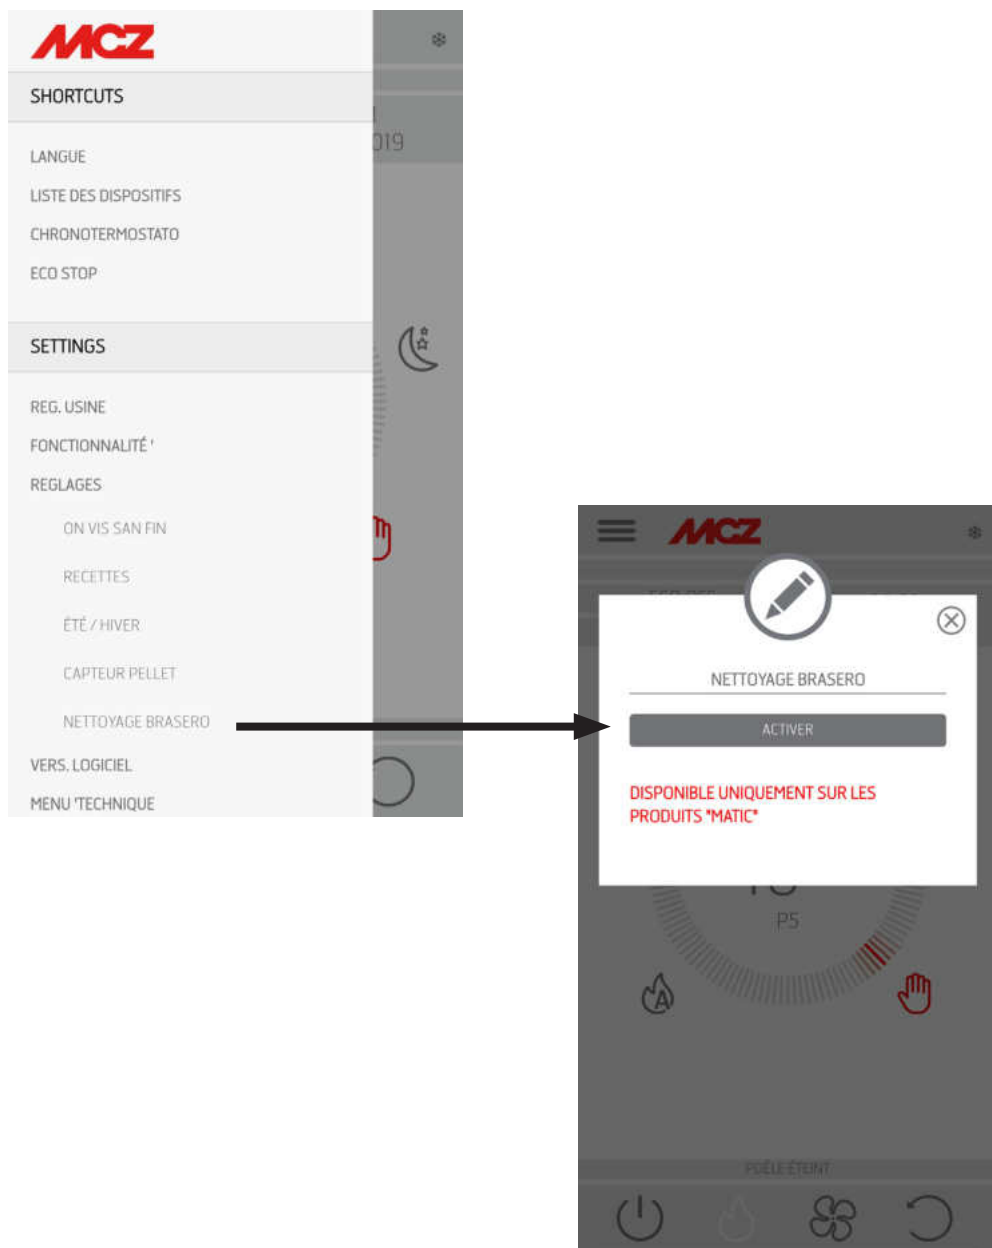 MCZ
SHORTCUTS
019
LANGUE
LISTE DES DISPOSITIFS
CHRONOTERMOSTATO
ECO STOP
SETTINGS
REG. USINE
FONCTIONNALITÉ '
REGLAGES
ON VIS SAN FIN
RECETTES
ÉTÉ / HIVER
CAPTEUR PELLET
NETTOYAGE BRASERO
VERS. LOGICIEL
MENU 'TECHNIQUE
MCZ
NETTOYAGE BRASERO
ACTIVER
DISPONIBLE UNIQUEMENT SUR LES
PRODUITS "MATIC"
P5
A
POÊLE ÉTEINT